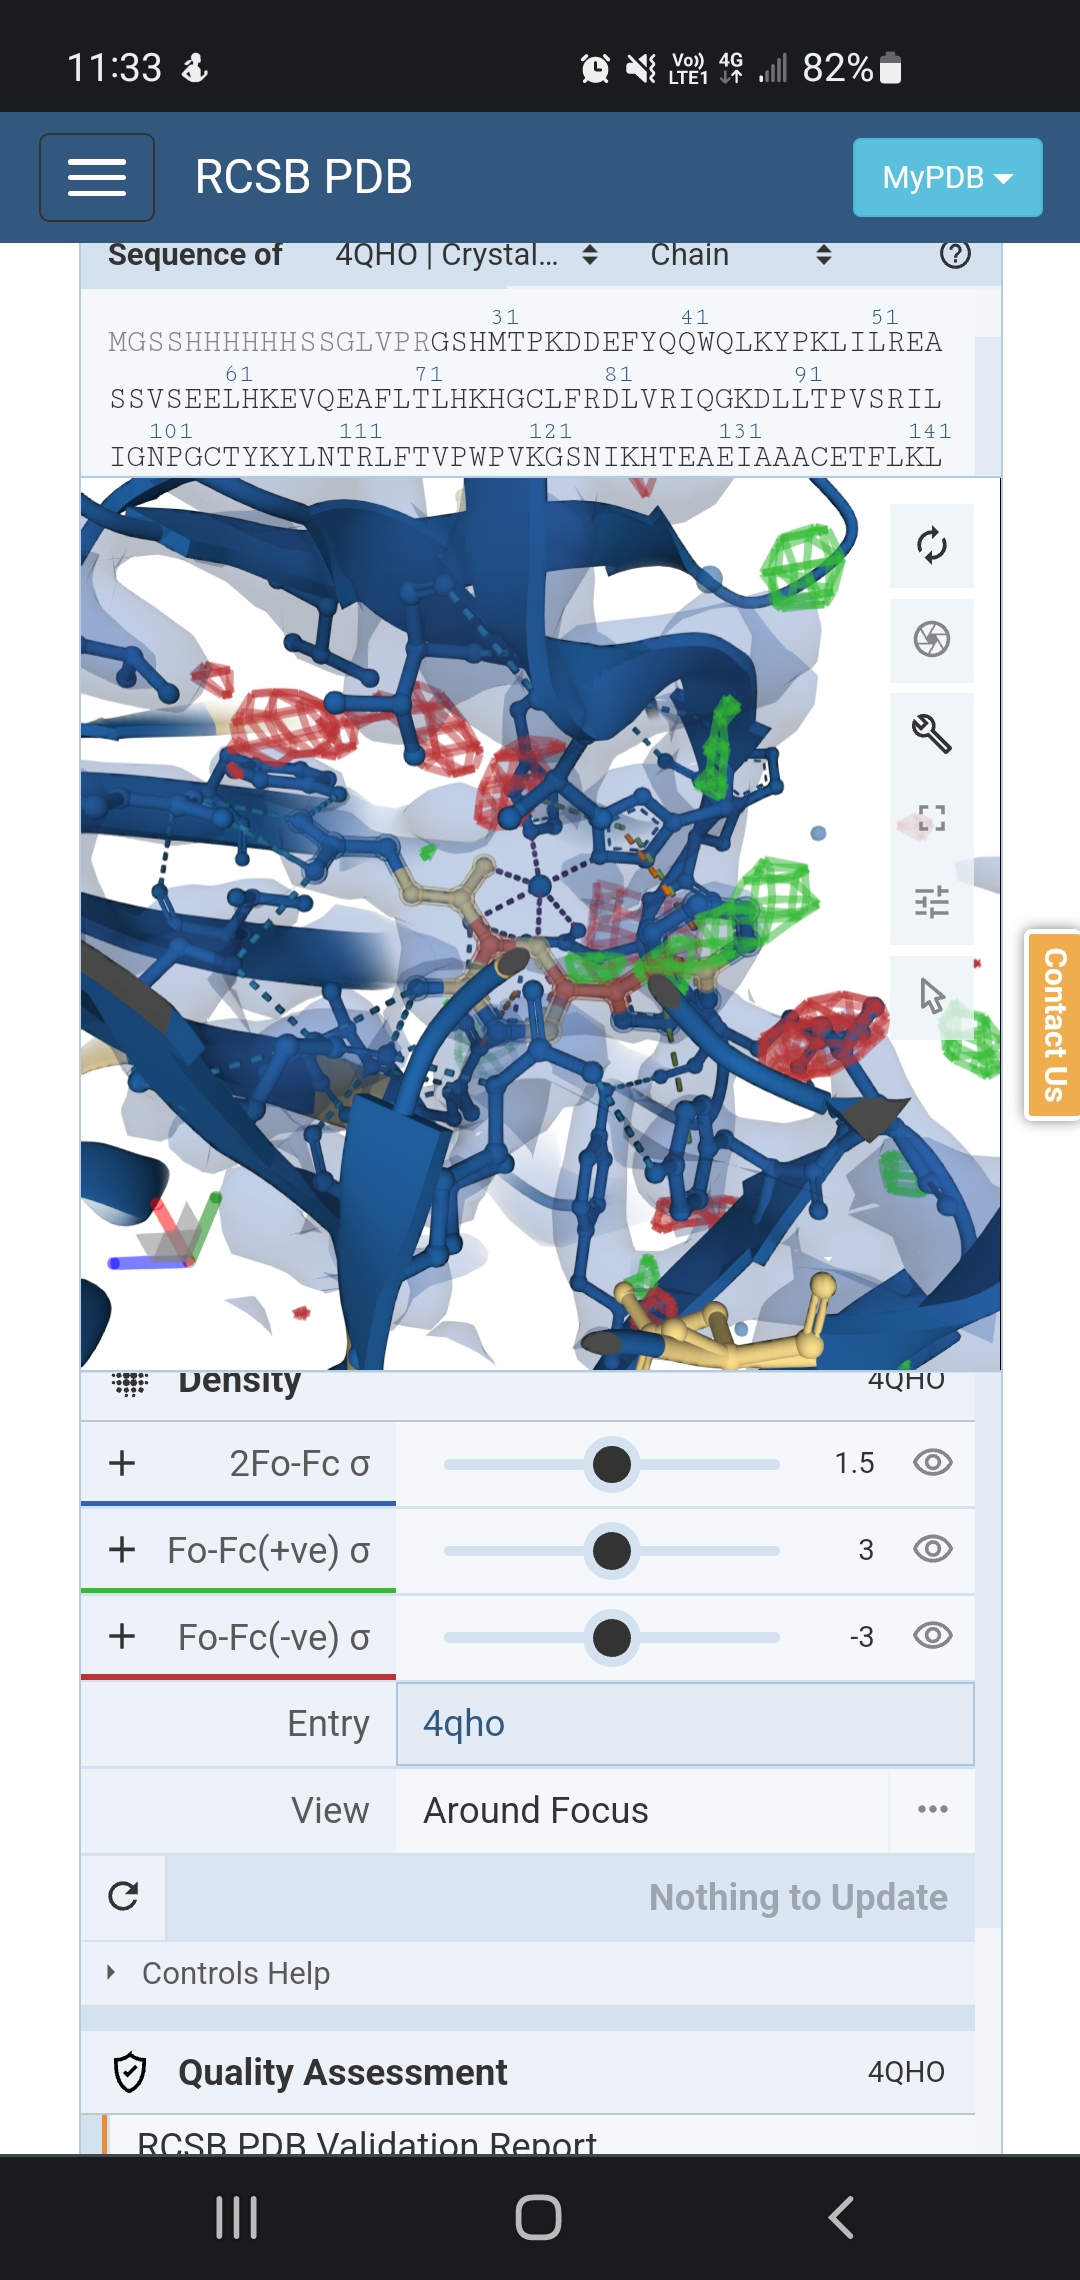 11:33
Vo)) LTE1 4G 82%
RCSB PDB
MyPDB
Sequence of 4QHO | Crystal... Chain
31 41 51
MGSSHHHHHHSSGLVPRGSHMTPKDDEFYQQWQLKYPKLILREA
61 71 81 91
SSVSEELHKEVQEAFLTLHKHGCLFRDLVRIQGKDLLTPVSRIL
101 111 121 131 141
IGNPGCTYKYLNTRLFTVPWPVKGSNIKHTEAEIAAACETFLKL
Contact Us
Density 4QHO
2Fo-Fc σ 1.5
Fo-Fc(+ve) σ 3
Fo-Fc(-ve) σ -3
Entry 4qho
View Around Focus
Nothing to Update
Controls Help
Quality Assessment 4QHO
RCSB PDB Validation Report